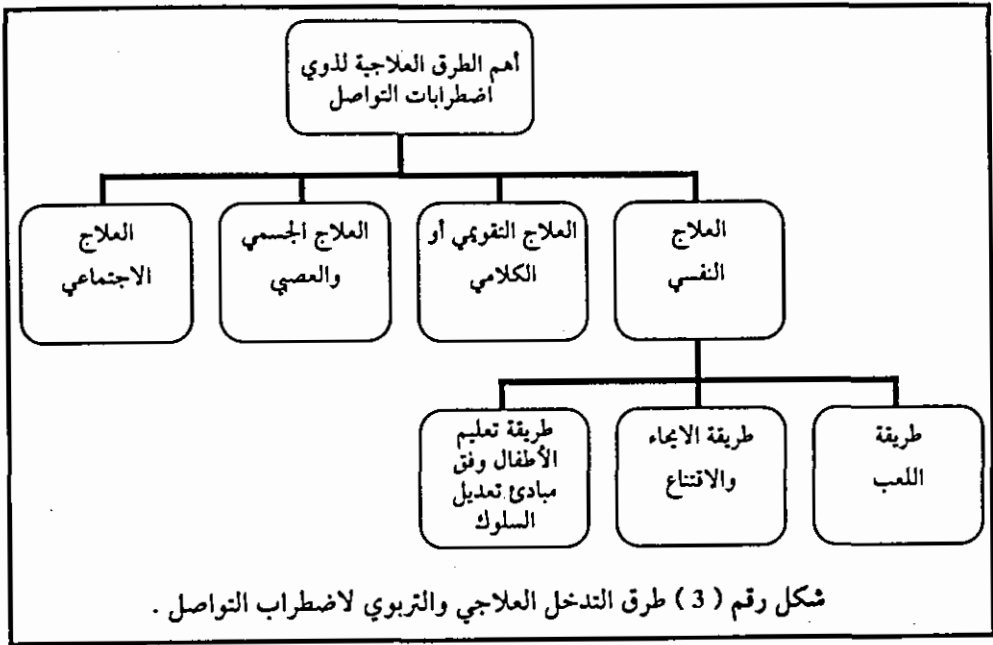 أهم الطرق العلاجية لذوي
اضطرابات التواصل
العلاج
النفسي
العلاج التقويمي أو
الكلامي
العلاج الجسمي
والعصبي
العلاج
الاجتماعي
طريقة
اللعب
طريقة الايحاء
والاقتناع
طريقة تعليم
الأطفال وفق
مبادئ تعديل
السلوك
شكل رقم ( 3 ) طرق التدخل العلاجي والتربوي لاضطراب التواصل .